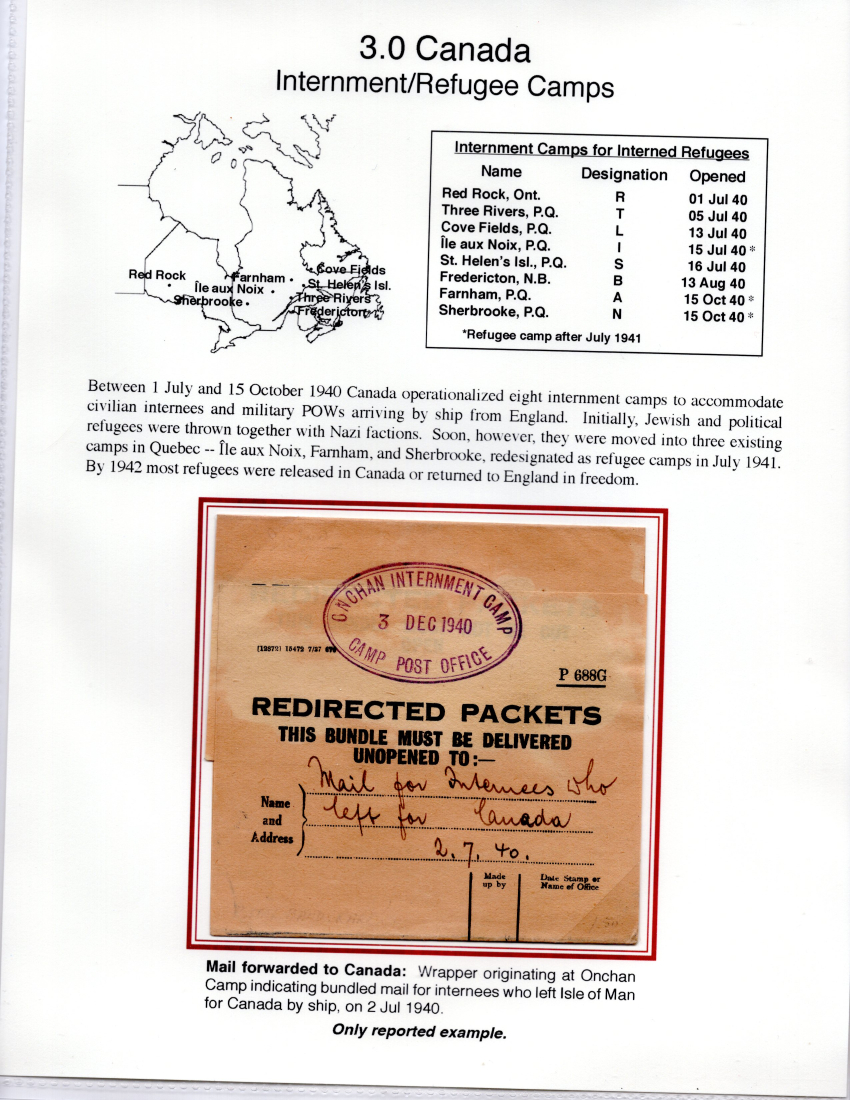 3.0 Canada
Internment/Refugee Camps
Red Rock
Île aux Noix
Sherbrooke
Farnham
Cove Fields
St. Helen's Isl.
Three Rivers
Fredericton
Internment Camps for Interned Refugees
Name Designation Opened
Red Rock, Ont. R 01 Jul 40
Three Rivers, P.Q. T 05 Jul 40
Cove Fields, P.Q. L 13 Jul 40
Île aux Noix, P.Q. I 15 Jul 40 *
St. Helen's Isl., P.Q. S 16 Jul 40
Fredericton, N.B. B 13 Aug 40
Farnham, P.Q. A 15 Oct 40 *
Sherbrooke, P.Q. N 15 Oct 40 *
*Refugee camp after July 1941
Between 1 July and 15 October 1940 Canada operationalized eight internment camps to accommodate
civilian internees and military POWs arriving by ship from England. Initially, Jewish and political
refugees were thrown together with Nazi factions. Soon, however, they were moved into three existing
camps in Quebec -- Île aux Noix, Farnham, and Sherbrooke, redesignated as refugee camps in July 1941.
By 1942 most refugees were released in Canada or returned to England in freedom.
ONCHAN INTERNMENT CAMP
3 DEC 1940
CAMP POST OFFICE
15472 7/37
P 688G
REDIRECTED PACKETS
THIS BUNDLE MUST BE DELIVERED
UNOPENED TO:—
Name
and
Address
Mail for Internees who
left for Canada
2.7.40.
Made
up by
Date Stamp or
Name of Office
Mail forwarded to Canada: Wrapper originating at Onchan
Camp indicating bundled mail for internees who left Isle of Man
for Canada by ship, on 2 Jul 1940.
Only reported example.